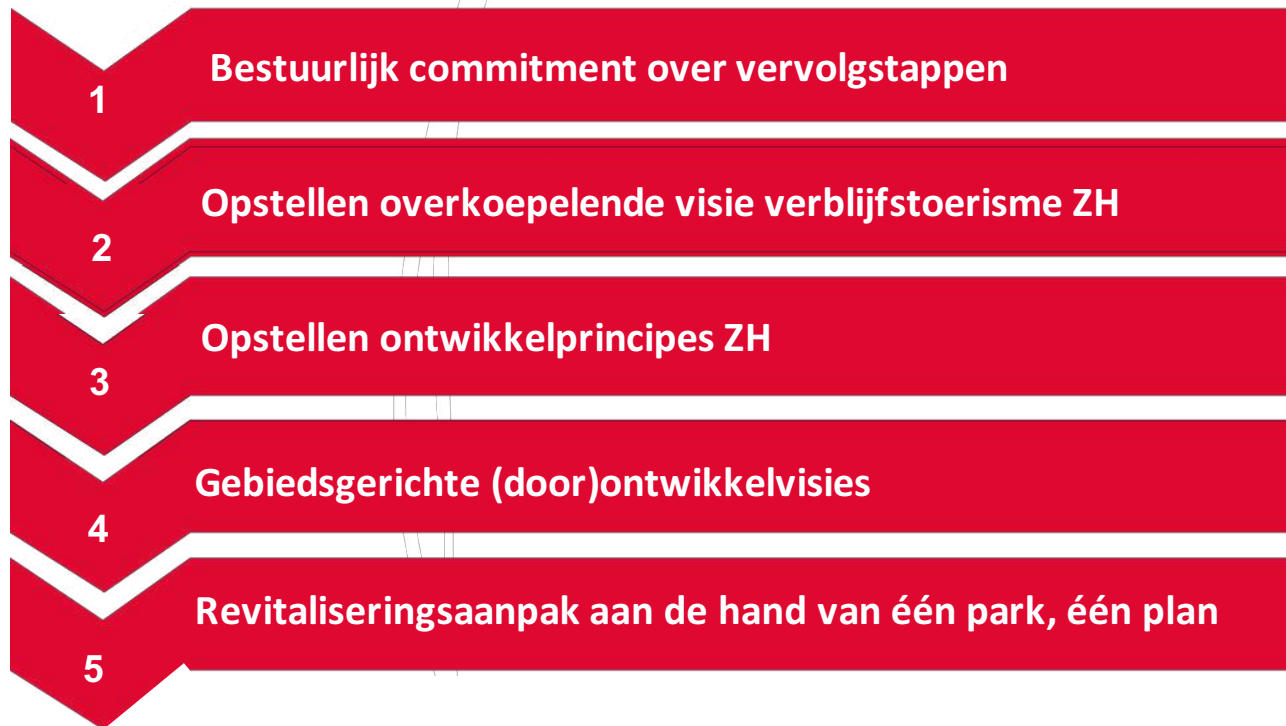 1
Bestuurlijk commitment over vervolgstappen
2
Opstellen overkoepelende visie verblijfstoerisme ZH
3
Opstellen ontwikkelprincipes ZH
4
Gebiedsgerichte (door)ontwikkelvisies
5
Revitaliseringsaanpak aan de hand van één park, één plan